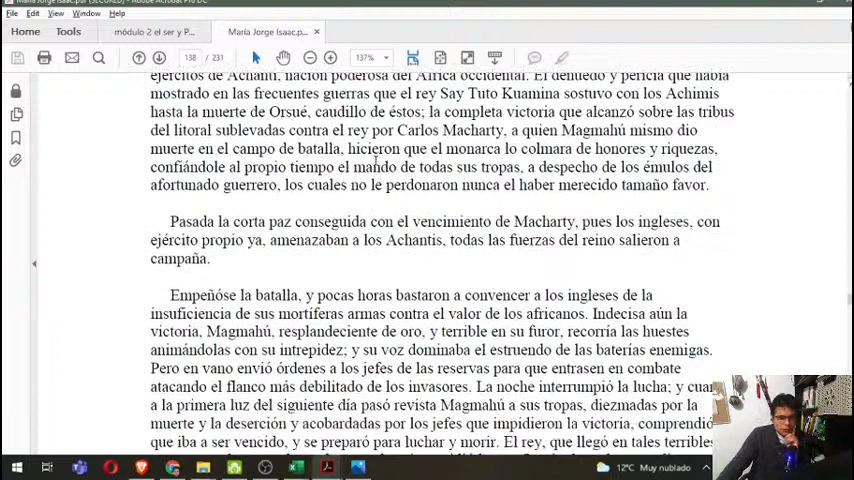 María Jorge Isaac.pdf (SECURED) - Adobe Acrobat Pro DC
File Edit View Window Help
Home Tools módulo 2 el ser y P... María Jorge Isaac.p... ×
138 / 231 137%
ejércitos de Achanti, nación poderosa del África occidental. El denuedo y pericia que había
mostrado en las frecuentes guerras que el rey Say Tuto Kuamina sostuvo con los Achimis
hasta la muerte de Orsué, caudillo de éstos; la completa victoria que alcanzó sobre las tribus
del litoral sublevadas contra el rey por Carlos Macharty, a quien Magmahú mismo dio
muerte en el campo de batalla, hicieron que el monarca lo colmara de honores y riquezas,
confiándole al propio tiempo el mando de todas sus tropas, a despecho de los émulos del
afortunado guerrero, los cuales no le perdonaron nunca el haber merecido tamaño favor.
Pasada la corta paz conseguida con el vencimiento de Macharty, pues los ingleses, con
ejército propio ya, amenazaban a los Achantis, todas las fuerzas del reino salieron a
campaña.
Empeñóse la batalla, y pocas horas bastaron a convencer a los ingleses de la
insuficiencia de sus mortíferas armas contra el valor de los africanos. Indecisa aún la
victoria, Magmahú, resplandeciente de oro, y terrible en su furor, recorría las huestes
animándolas con su intrepidez; y su voz dominaba el estruendo de las baterías enemigas.
Pero en vano envió órdenes a los jefes de las reservas para que entrasen en combate
atacando el flanco más debilitado de los invasores. La noche interrumpió la lucha; y
a la primera luz del siguiente día pasó revista Magmahú a sus tropas, diezmadas por la
muerte y la deserción y acobardadas por los jefes que impidieron la victoria, comprendió
que iba a ser vencido, y se preparó para luchar y morir. El rey, que llegó en tales terribles
12°C Muy nublado